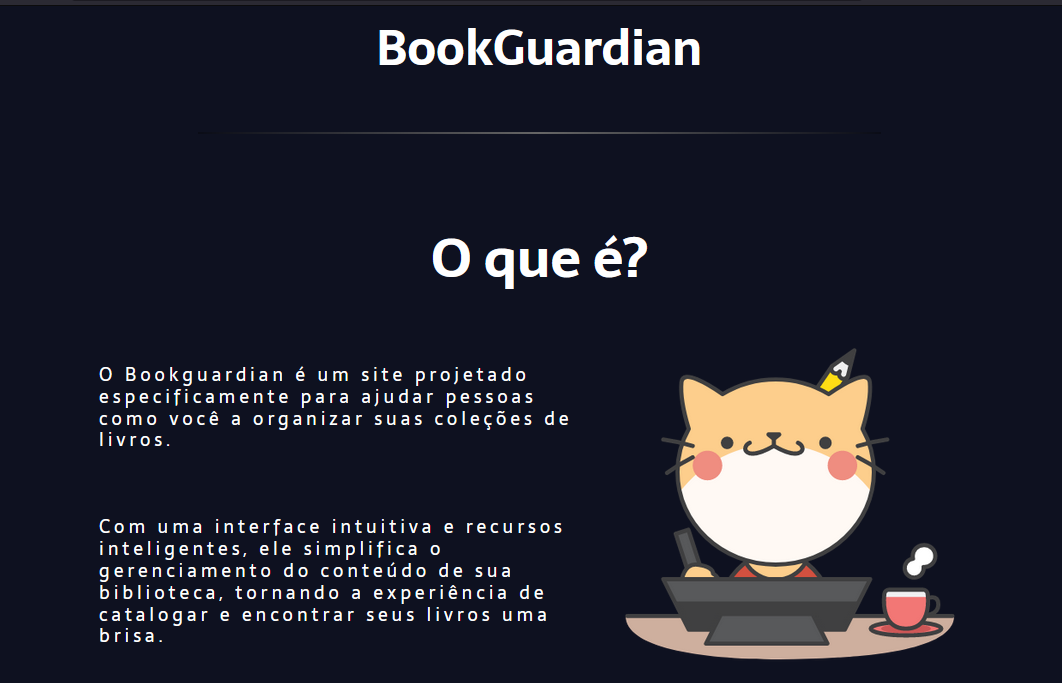 BookGuardian
O que é?
O Bookguardian é um site projetado
especificamente para ajudar pessoas
como você a organizar suas coleções de
livros.
Com uma interface intuitiva e recursos
inteligentes, ele simplifica o
gerenciamento do conteúdo de sua
biblioteca, tornando a experiência de
catalogar e encontrar seus livros uma
brisa.